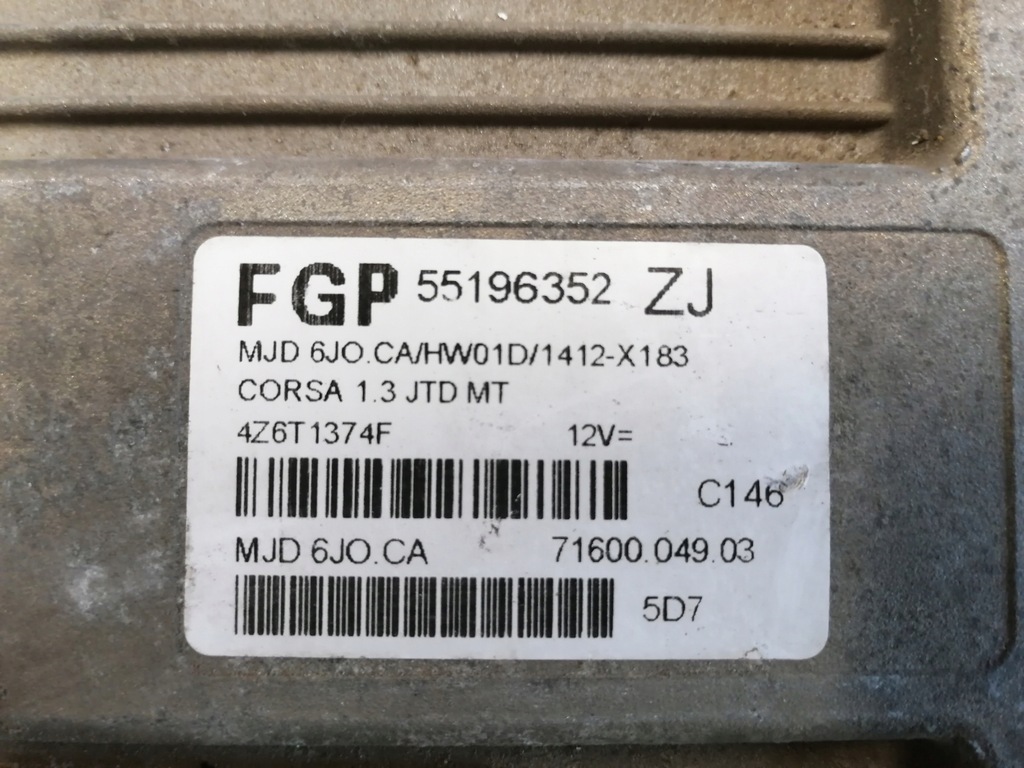 FGP 55196352 ZJ
MJD 6JO.CA/HW01D/1412-X183
CORSA 1.3 JTD MT
4Z6T1374F 12V=
C146
MJD 6JO.CA 71600.049.03
5D7